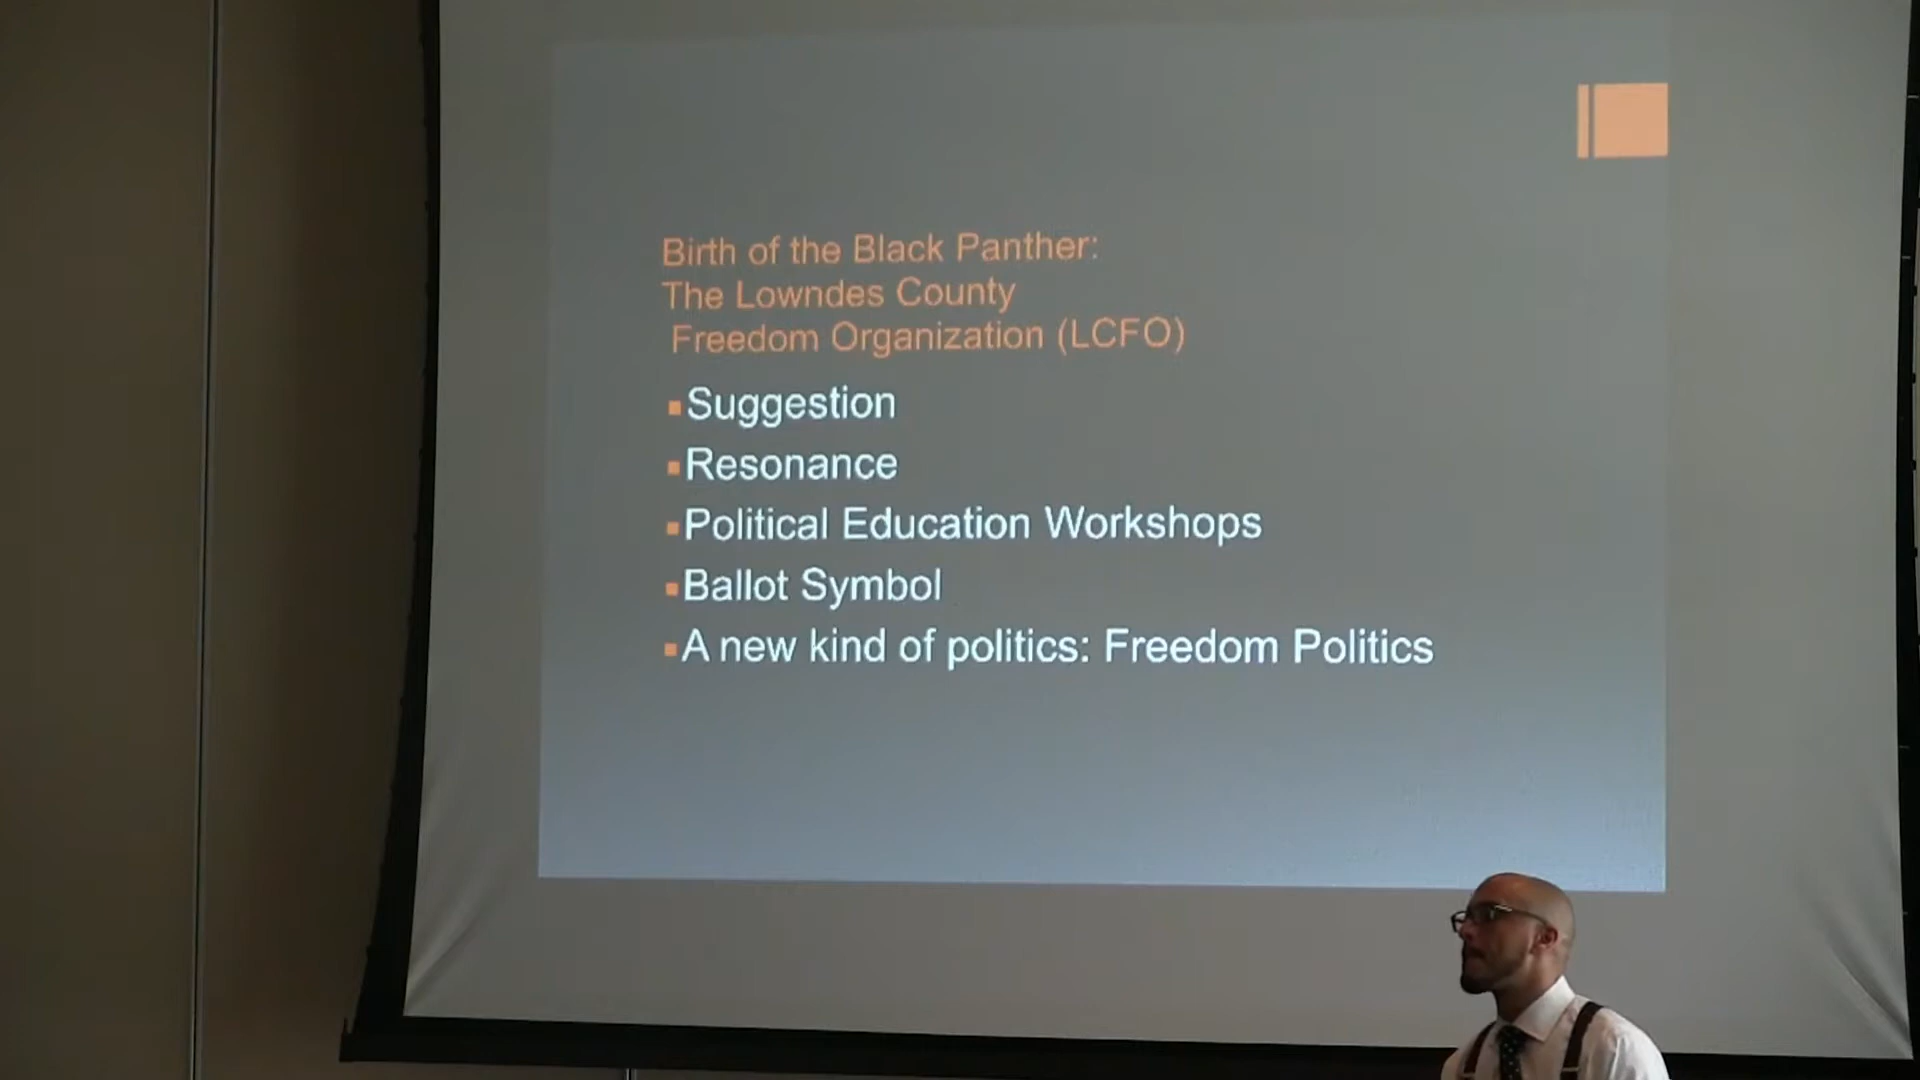 Birth of the Black Panther:
The Lowndes County
Freedom Organization (LCFO)
Suggestion
Resonance
Political Education Workshops
Ballot Symbol
A new kind of politics: Freedom Politics